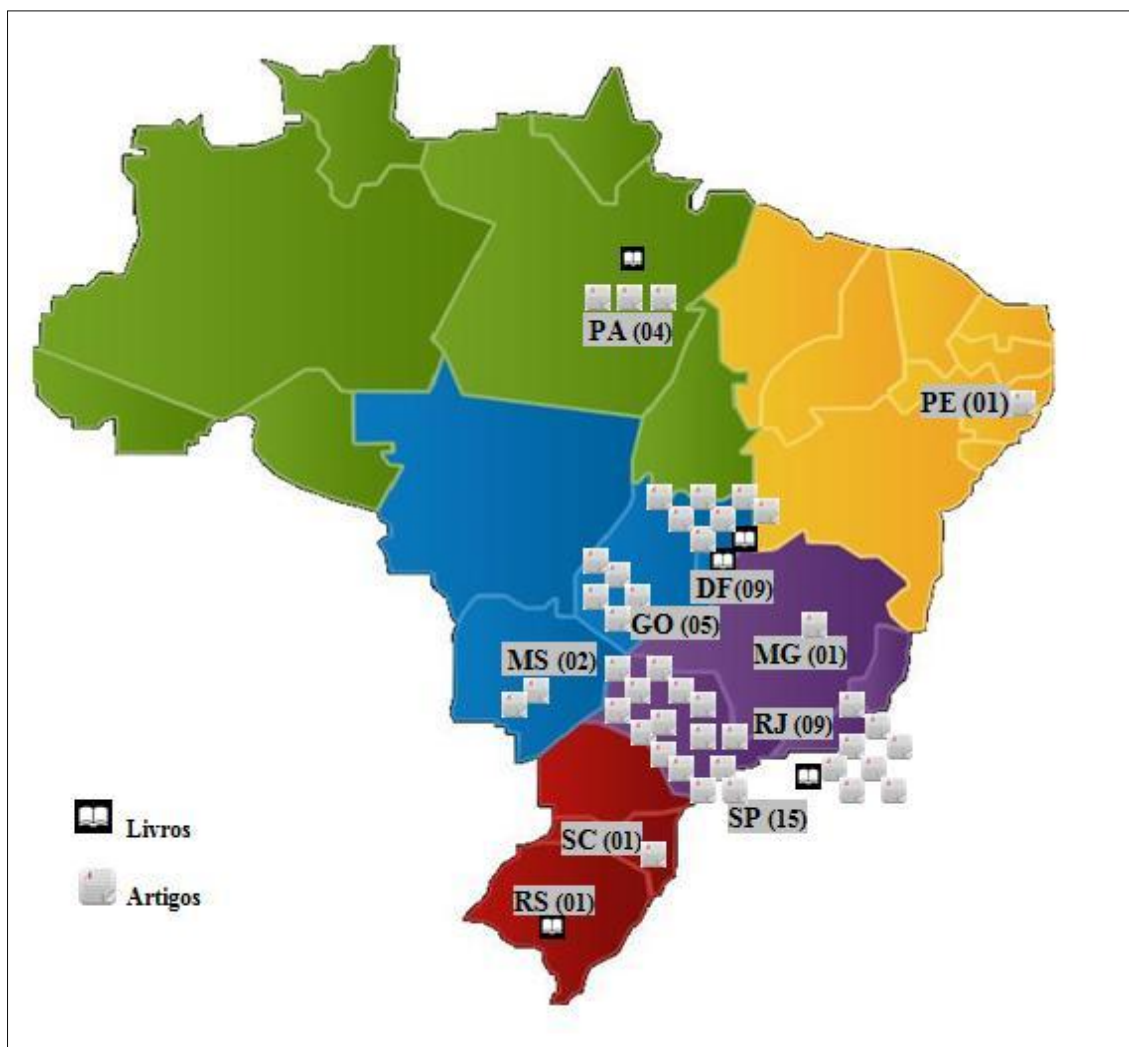 PA (04)
PE (01)
DF (09)
GO (05)
MG (01)
MS (02)
RJ (09)
SP (15)
Livros
SC (01)
Artigos
RS (01)